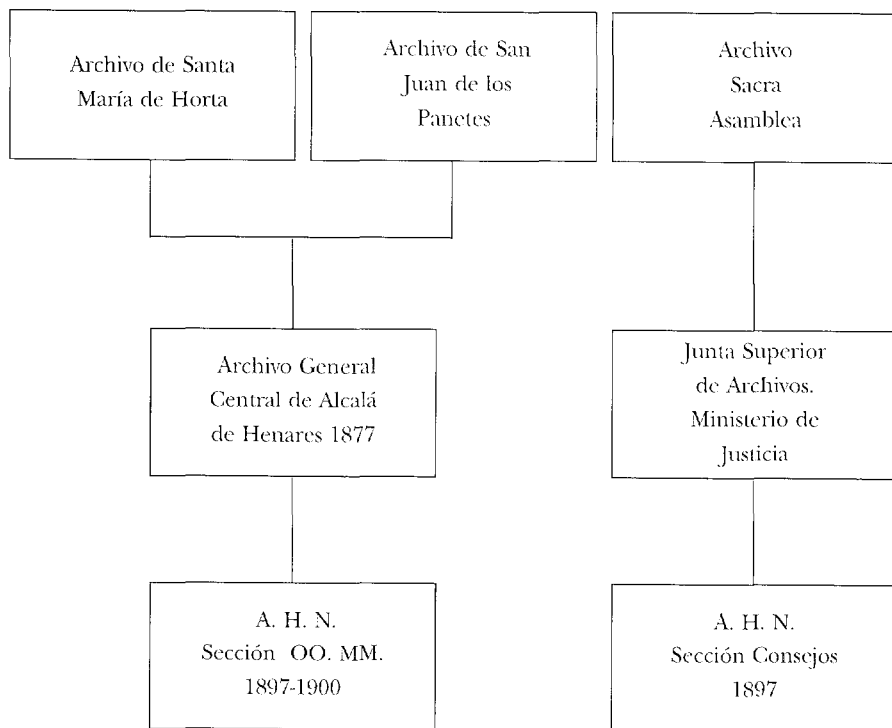 Archivo de Santa
María de Horta
Archivo de San
Juan de los
Panetes
Archivo
Sacra
Asamblea
Archivo General
Central de Alcalá
de Henares 1877
Junta Superior
de Archivos.
Ministerio de
Justicia
A. H. N.
Sección OO. MM.
1897-1900
A. H. N.
Sección Consejos
1897